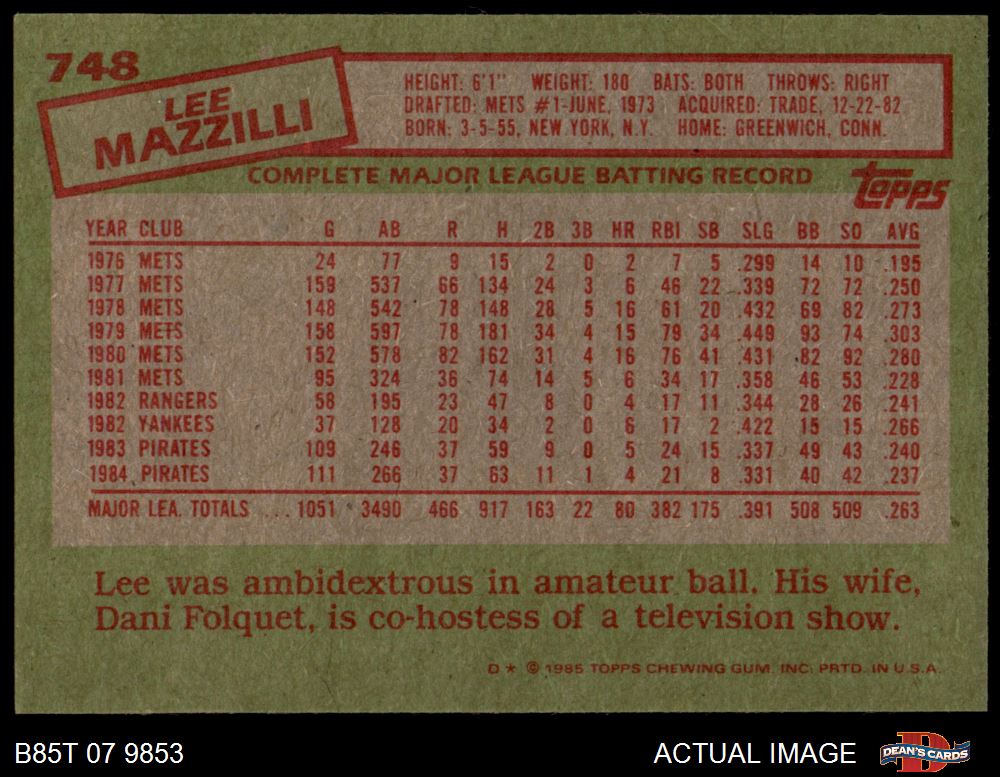 748
LEE
MAZZILLI
HEIGHT: 6'1" WEIGHT: 180 BATS: BOTH THROWS: RIGHT
DRAFTED: METS #1-JUNE, 1973 ACQUIRED: TRADE, 12-22-82
BORN: 3-5-55, NEW YORK, N.Y. HOME: GREENWICH, CONN.
COMPLETE MAJOR LEAGUE BATTING RECORD
topps
YEAR CLUB G AB R H 2B 3B HR RBI SB SLG BB SO AVG
1976 METS 24 77 9 15 2 0 2 7 5 .299 14 10 .195
1977 METS 159 537 66 134 24 3 6 46 22 .339 72 72 .250
1978 METS 148 542 78 148 28 5 16 61 20 .432 69 82 .273
1979 METS 158 597 78 181 34 4 15 79 34 .449 93 74 .303
1980 METS 152 578 82 162 31 4 16 76 41 .431 82 92 .280
1981 METS 95 324 36 74 14 5 6 34 17 .358 46 53 .228
1982 RANGERS 58 195 23 47 8 0 4 17 11 .344 28 26 .241
1982 YANKEES 37 128 20 34 2 0 6 17 2 .422 15 15 .266
1983 PIRATES 109 246 37 59 9 0 5 24 15 .337 49 43 .240
1984 PIRATES 111 266 37 63 11 1 4 21 8 .331 40 42 .237
MAJOR LEA. TOTALS ... 1051 3490 466 917 163 22 80 382 175 .391 508 509 .263
Lee was ambidextrous in amateur ball. His wife,
Dani Folquet, is co-hostess of a television show.
D * © 1985 TOPPS CHEWING GUM, INC. PRTD. IN U.S.A.
B85T 07 9853 ACTUAL IMAGE DEAN'S CARDS